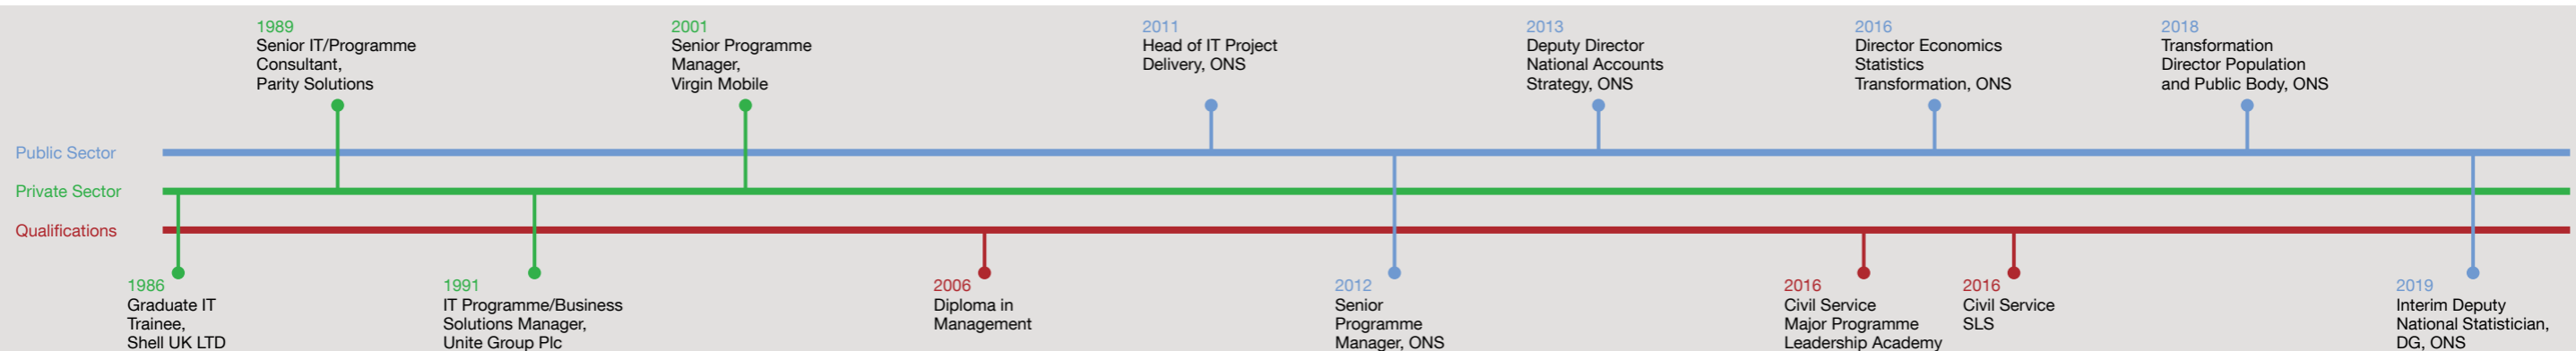 1989
Senior IT/Programme
Consultant,
Parity Solutions
2001
Senior Programme
Manager,
Virgin Mobile
2011
Head of IT Project
Delivery, ONS
2013
Deputy Director
National Accounts
Strategy, ONS
2016
Director Economics
Statistics
Transformation, ONS
2018
Transformation
Director Population
and Public Body, ONS
Public Sector
Private Sector
Qualifications
1986
Graduate IT
Trainee,
Shell UK LTD
1991
IT Programme/Business
Solutions Manager,
Unite Group Plc
2006
Diploma in
Management
2012
Senior
Programme
Manager, ONS
2016
Civil Service
Major Programme
Leadership Academy
2016
Civil Service
SLS
2019
Interim Deputy
National Statistician,
DG, ONS